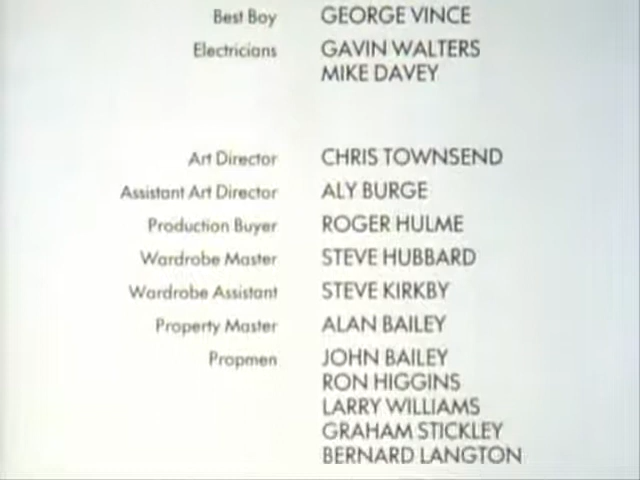 Best Boy GEORGE VINCE
Electricians GAVIN WALTERS
MIKE DAVEY
Art Director CHRIS TOWNSEND
Assistant Art Director ALY BURGE
Production Buyer ROGER HULME
Wardrobe Master STEVE HUBBARD
Wardrobe Assistant STEVE KIRKBY
Property Master ALAN BAILEY
Propmen JOHN BAILEY
RON HIGGINS
LARRY WILLIAMS
GRAHAM STICKLEY
BERNARD LANGTON